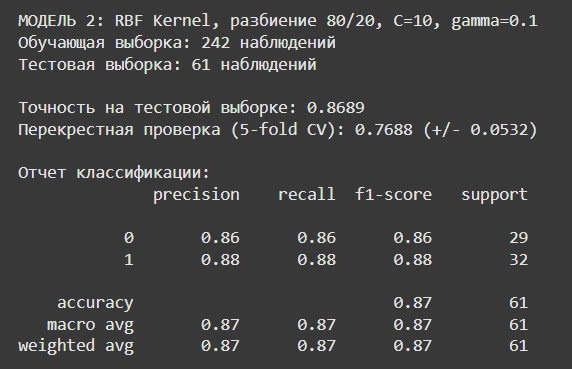 МОДЕЛЬ 2: RBF Kernel, разбиение 80/20, C=10, gamma=0.1
Обучающая выборка: 242 наблюдений
Тестовая выборка: 61 наблюдений
Точность на тестовой выборке: 0.8689
Перекрестная проверка (5-fold CV): 0.7688 (+/- 0.0532)
Отчет классификации:
precision recall f1-score support
0 0.86 0.86 0.86 29
1 0.88 0.88 0.88 32
accuracy 0.87 61
macro avg 0.87 0.87 0.87 61
weighted avg 0.87 0.87 0.87 61